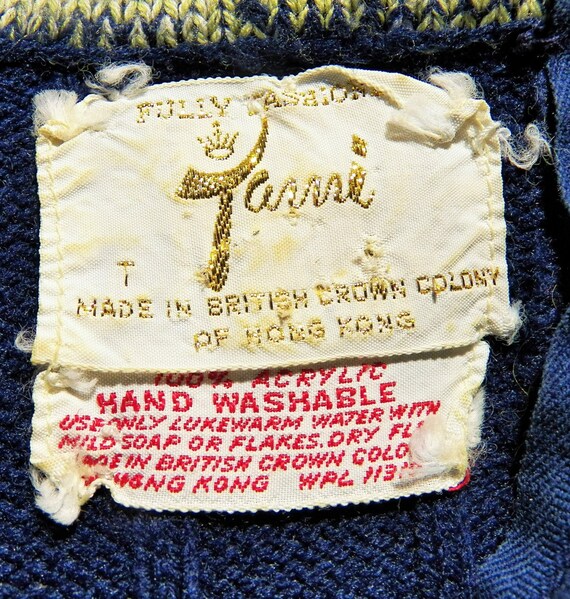 FULLY FASHION
Pami
T
MADE IN BRITISH CROWN COLONY
OF HONG KONG
100% ACRYLIC
HAND WASHABLE
USE ONLY LUKEWARM WATER WITH
MILD SOAP OR FLAKES. DRY FL
MADE IN BRITISH CROWN COLO
HONG KONG WPL 113